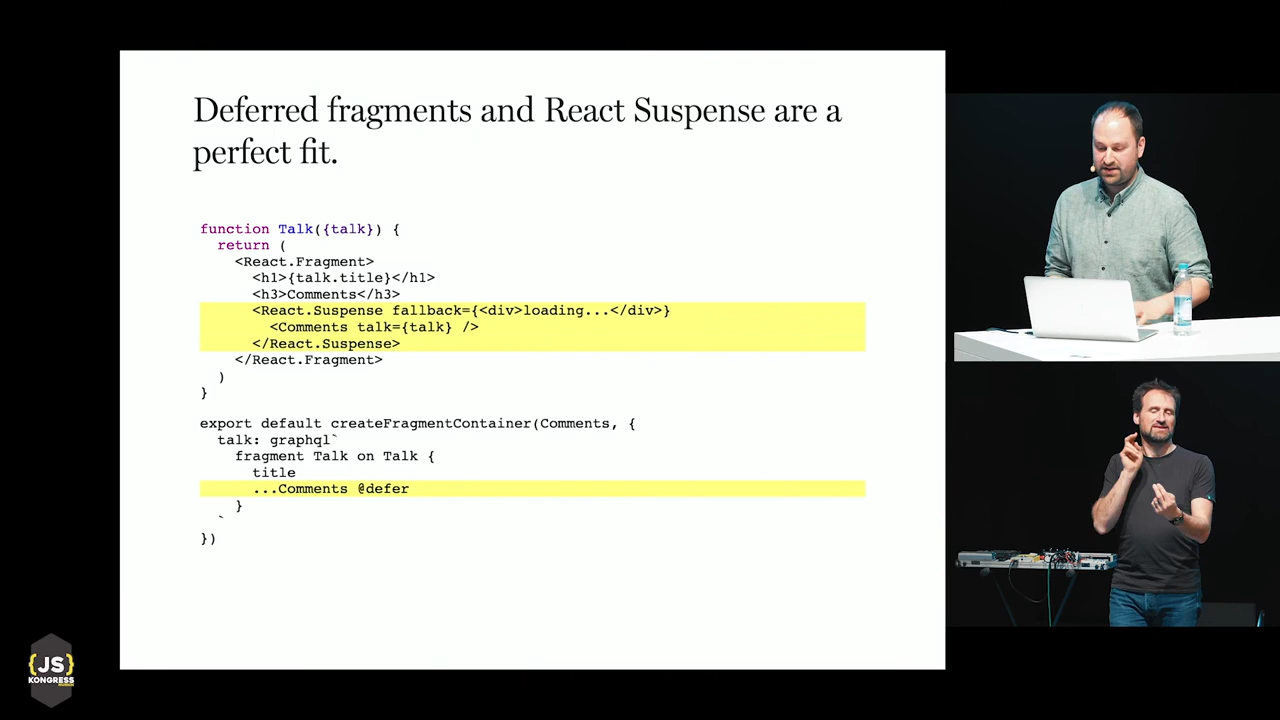 Deferred fragments and React Suspense are a
perfect fit.
function Talk({talk}) {
  return (
    <React.Fragment>
      <h1>{talk.title}</h1>
      <h3>Comments</h3>
      <React.Suspense fallback={<div>loading...</div>}
        <Comments talk={talk} />
      </React.Suspense>
    </React.Fragment>
  )
}
export default createFragmentContainer(Comments, {
  talk: graphql`
    fragment Talk on Talk {
      title
      ...Comments @defer
    }
  `
})
{JS}
KONGRESS